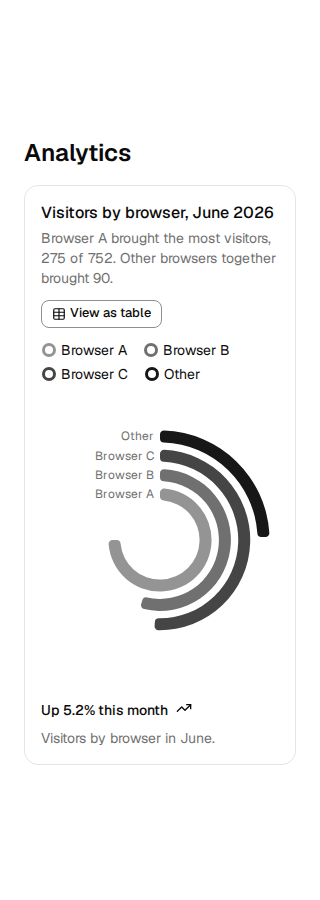 Analytics
Visitors by browser, June 2026
Browser A brought the most visitors,
275 of 752. Other browsers together
brought 90.
View as table
Browser A Browser B
Browser C Other
Other
Browser C
Browser B
Browser A
Up 5.2% this month
Visitors by browser in June.